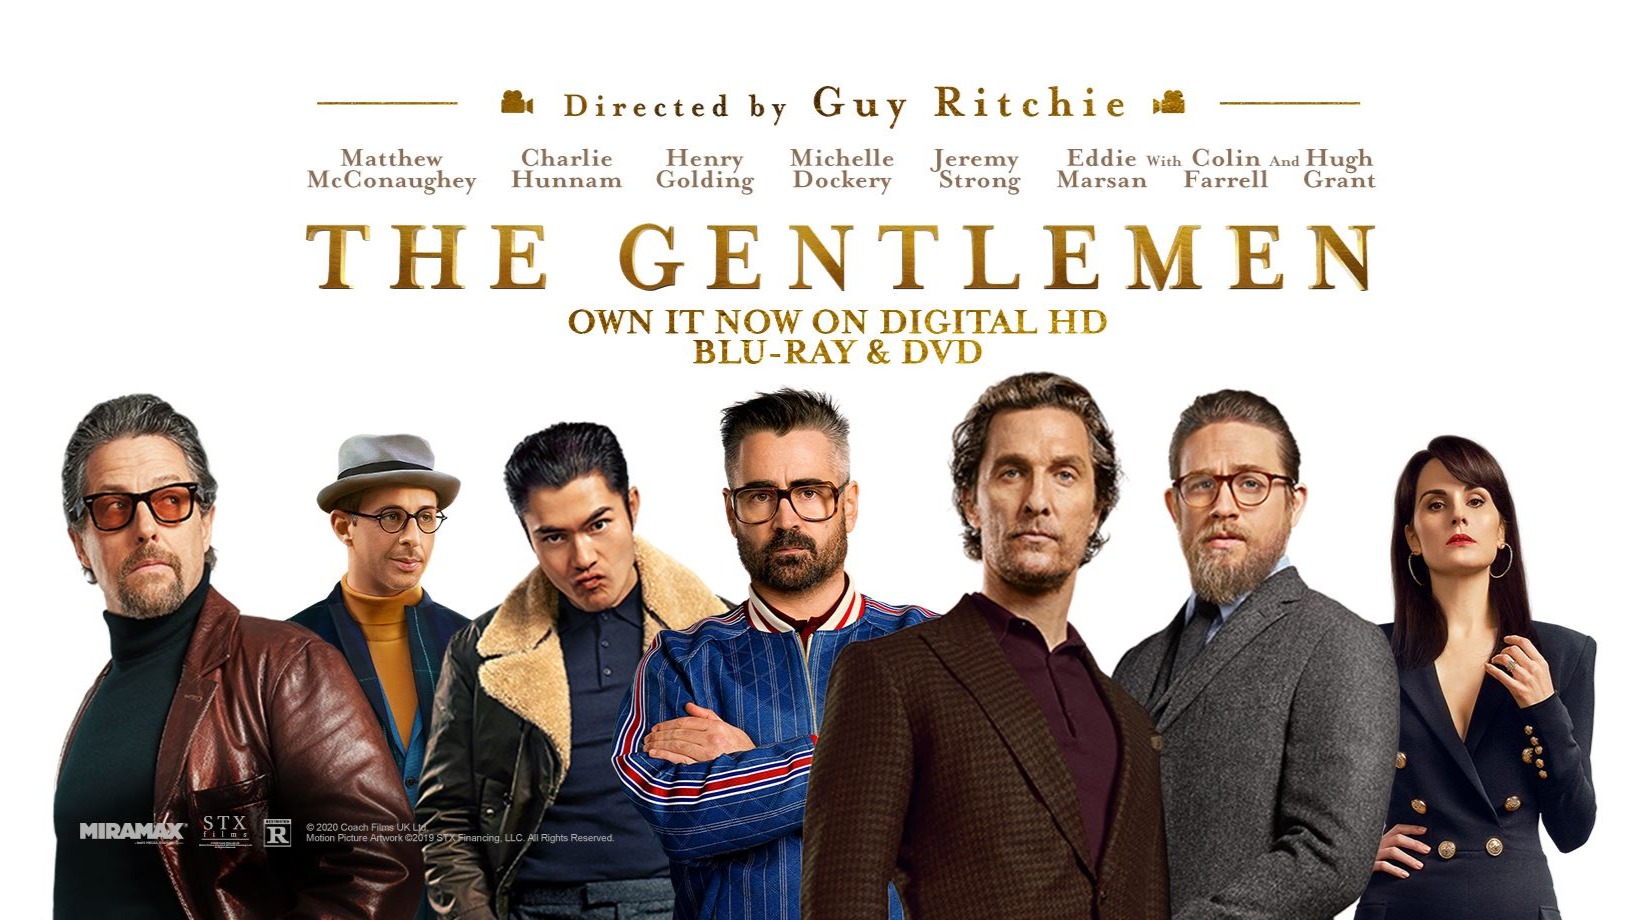 Directed by Guy Ritchie
Matthew McConaughey
Charlie Hunnam
Henry Golding
Michelle Dockery
Jeremy Strong
Eddie Marsan
With Colin Farrell
And Hugh Grant
THE GENTLEMEN
OWN IT NOW ON DIGITAL HD
BLU-RAY & DVD
MIRAMAX
STX
films
R
© 2020 Coach Films UK Ltd.
Motion Picture Artwork ©2019 STX Financing, LLC. All Rights Reserved.